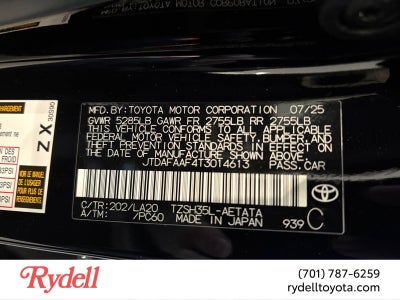 MFD.BY:TOYOTA MOTOR CORPORATION 07/25
GVWR 5285LB GAWR FR 2755LB RR 2755LB
THIS VEHICLE CONFORMS TO ALL APPLICABLE
FEDERAL MOTOR VEHICLE SAFETY, BUMPER, AND
THEFT PREVENTION STANDARDS IN EFFECT ON
THE DATE OF MANUFACTURE SHOWN ABOVE.
JTDAFAAF4T3014613 PASS.CAR
C/TR:202/LA20 TZSH35L-AETATA
A/TM: /PC60 MADE IN JAPAN 939 C
TOYOTA
ZX 30S90
Rydell
(701) 787-6259
rydelltoyota.com